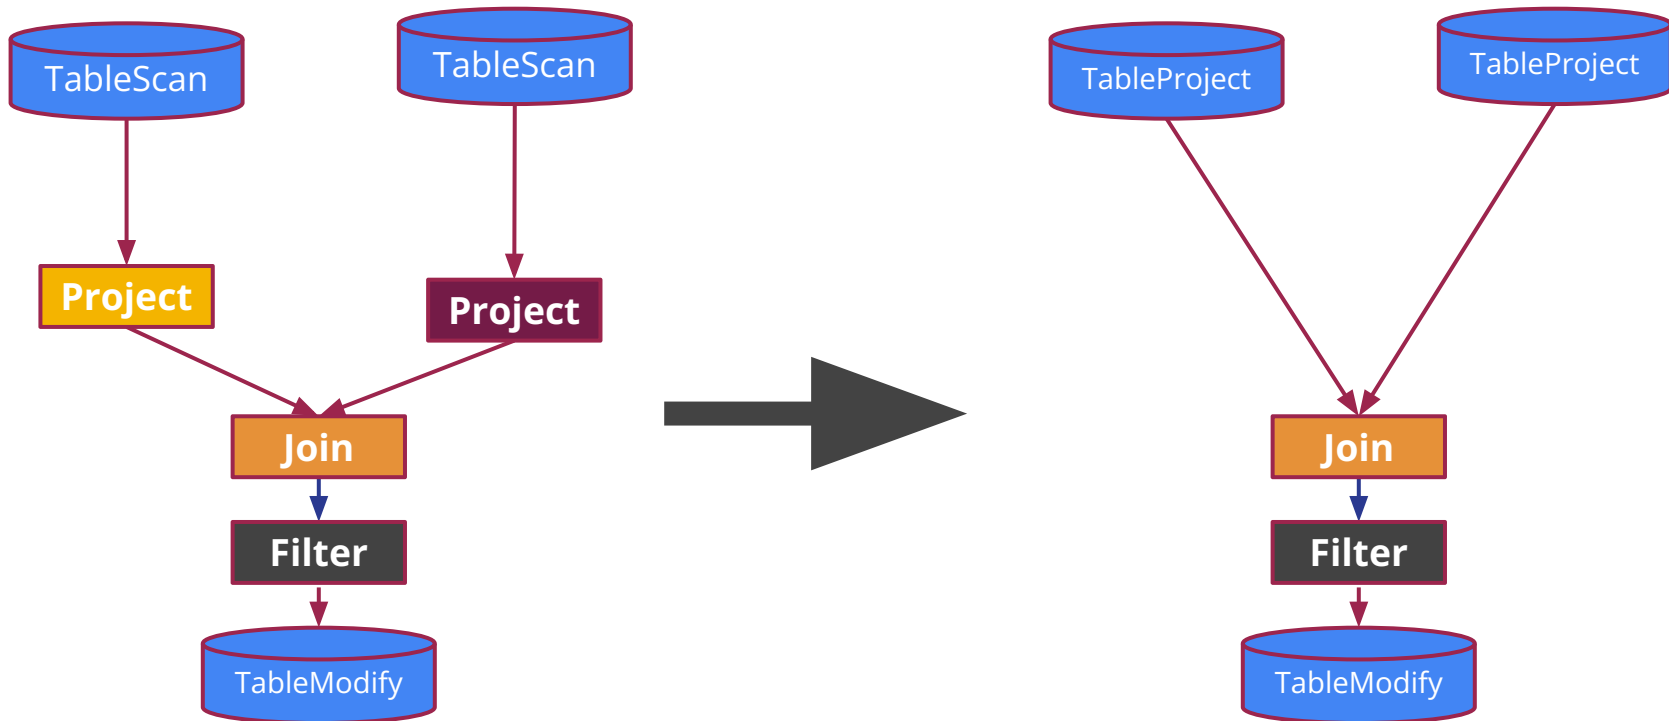 TableScan
TableScan
Project
Project
Join
Filter
TableModify
TableProject
TableProject
Join
Filter
TableModify